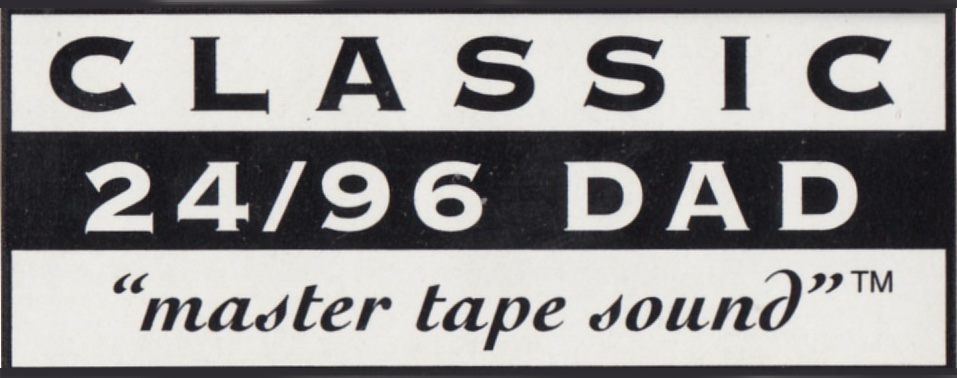 CLASSIC
24/96 DAD
“master tape sound”™